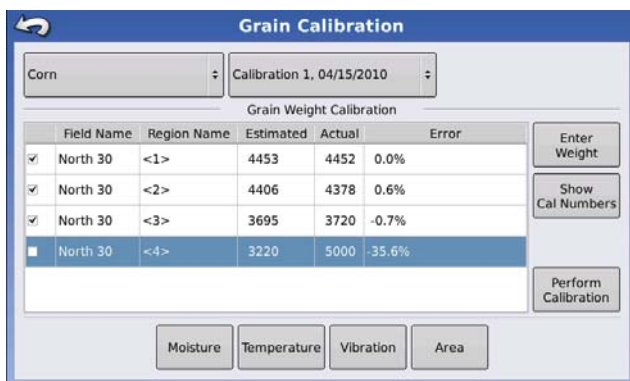 Grain Calibration
Corn
Calibration 1, 04/15/2010
Grain Weight Calibration
Field Name Region Name Estimated Actual Error
North 30 <1> 4453 4452 0.0%
North 30 <2> 4406 4378 0.6%
North 30 <3> 3695 3720 -0.7%
North 30 <4> 3220 5000 -35.6%
Enter
Weight
Show
Cal Numbers
Perform
Calibration
Moisture Temperature Vibration Area